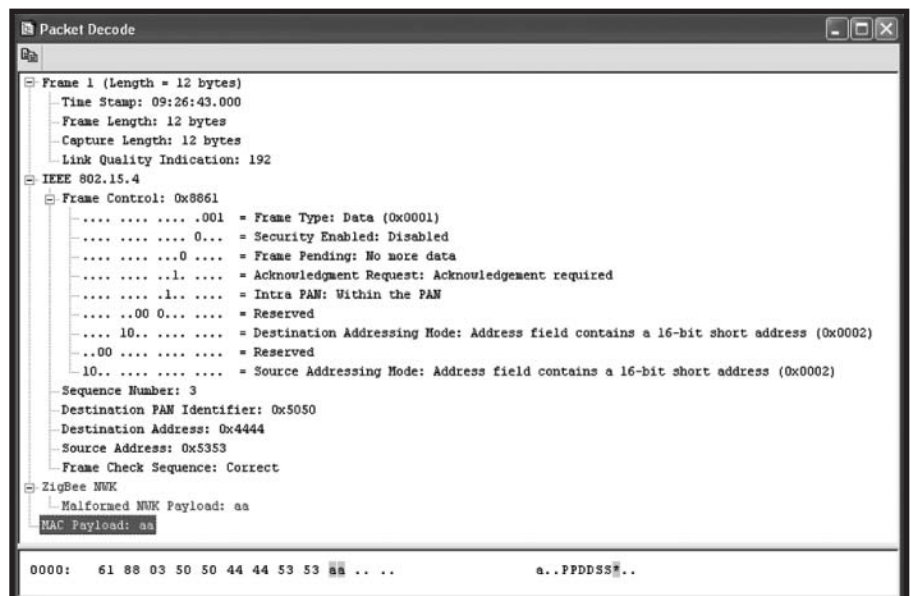 Packet Decode
Frame 1 (Length = 12 bytes)
Time Stamp: 09:26:43.000
Frame Length: 12 bytes
Capture Length: 12 bytes
Link Quality Indication: 192
IEEE 802.15.4
Frame Control: 0x8861
.... .... .... .001 = Frame Type: Data (0x0001)
.... .... .... 0... = Security Enabled: Disabled
.... .... ...0 .... = Frame Pending: No more data
.... .... ..1. .... = Acknowledgment Request: Acknowledgement required
.... .... .1.. .... = Intra PAN: Within the PAN
.... ..00 0... .... = Reserved
.... 10.. .... .... = Destination Addressing Mode: Address field contains a 16-bit short address (0x0002)
..00 .... .... .... = Reserved
10.. .... .... .... = Source Addressing Mode: Address field contains a 16-bit short address (0x0002)
Sequence Number: 3
Destination PAN Identifier: 0x5050
Destination Address: 0x4444
Source Address: 0x5353
Frame Check Sequence: Correct
ZigBee NWK
Malformed NWK Payload: aa
MAC Payload: aa
0000: 61 88 03 50 50 44 44 53 53 aa .. .. a..PPDDSS*..